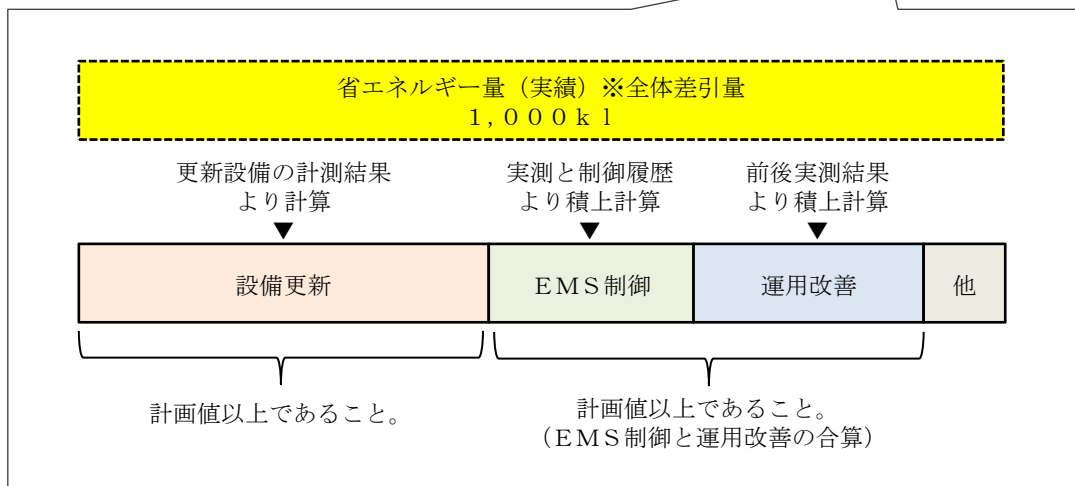 省エネルギー量（実績）※全体差引量
１,０００ｋｌ
更新設備の計測結果
より計算
▼
実測と制御履歴
より積上計算
▼
前後実測結果
より積上計算
▼
設備更新
ＥＭＳ制御
運用改善
他
計画値以上であること。
計画値以上であること。
（ＥＭＳ制御と運用改善の合算）